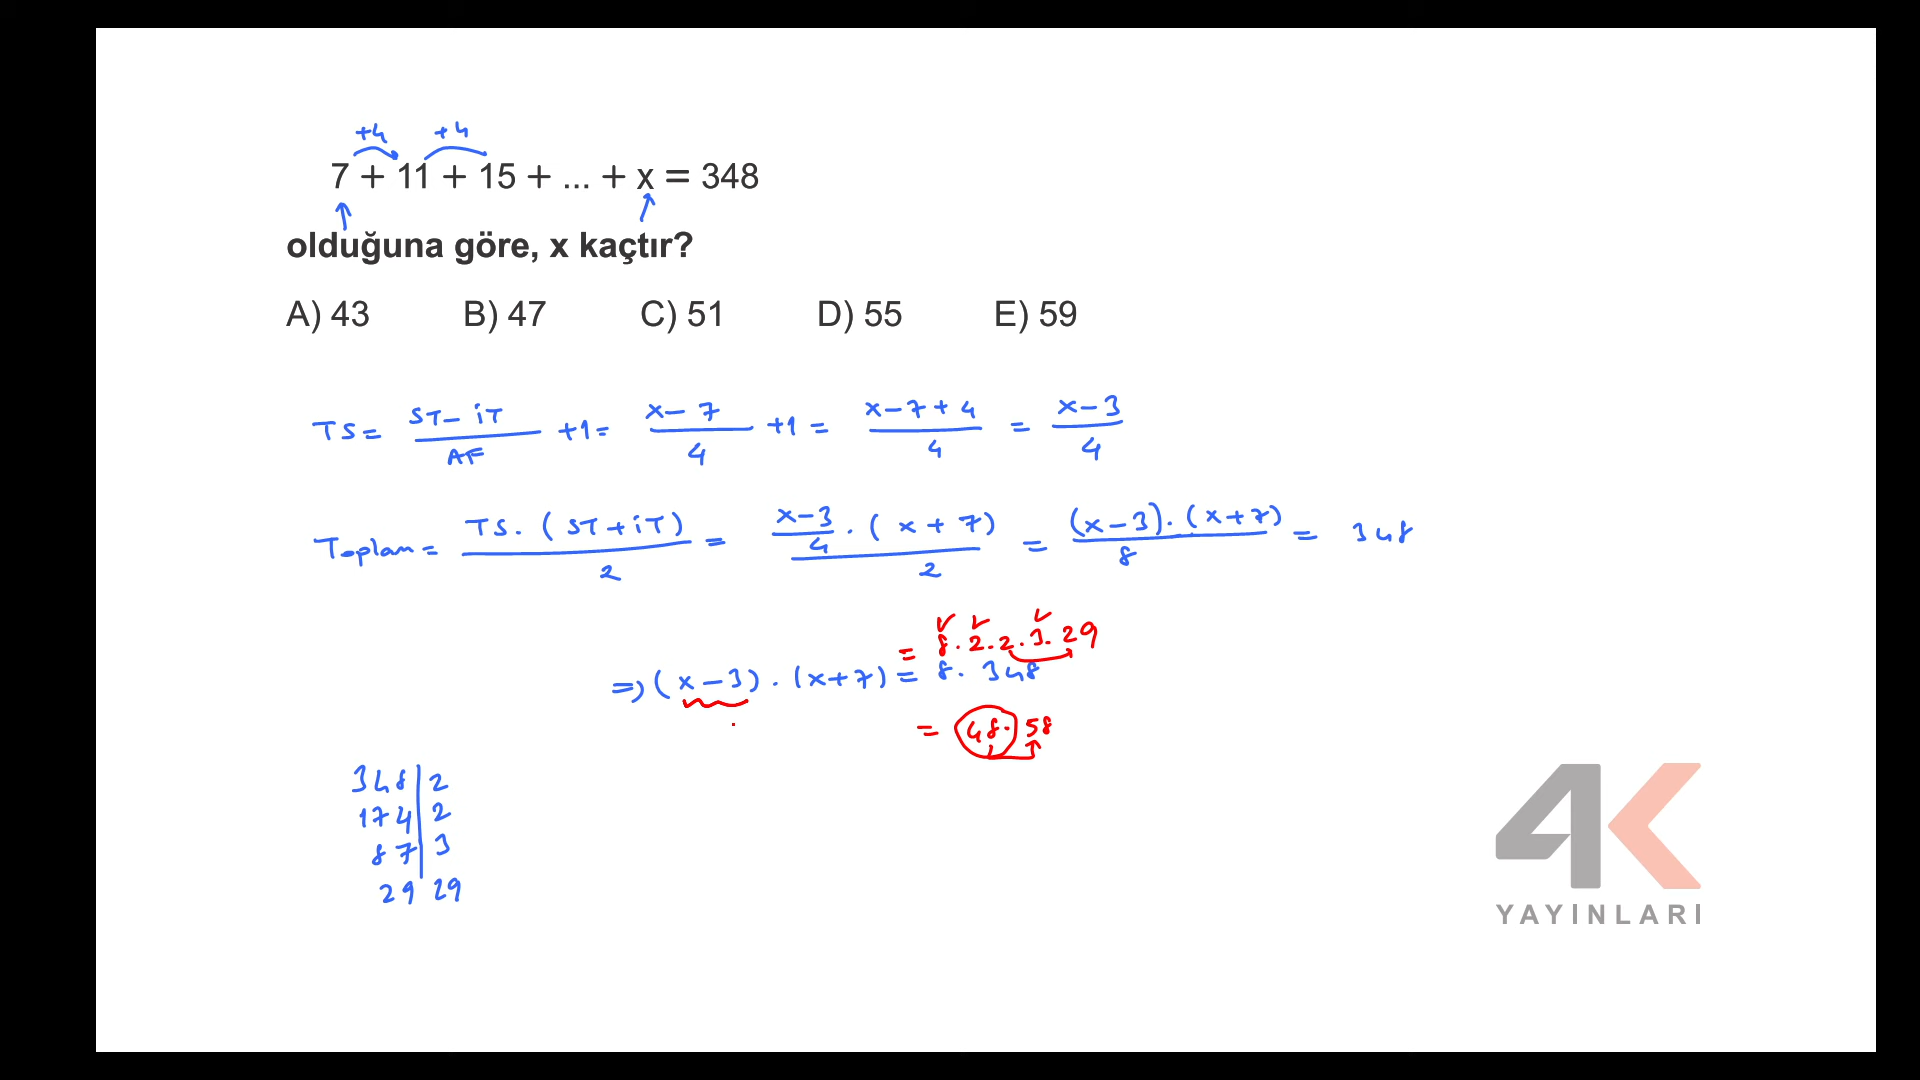 +4 +4
7 + 11 + 15 + ... + x = 348
olduğuna göre, x kaçtır?
A) 43 B) 47 C) 51 D) 55 E) 59
TS = (ST - İT)/AF + 1 = (x - 7)/4 + 1 = (x - 7 + 4)/4 = (x - 3)/4
Toplam = TS . (ST + İT)/2 = (x - 3)/4 . (x + 7)/2 = (x - 3) . (x + 7)/8 = 348
= 8 . 2 . 2 . 3 . 29
=> (x - 3) . (x + 7) = 8 . 348
= 48 . 58
348 | 2
174 | 2
87 | 3
29 29
4K
YAYINLARI